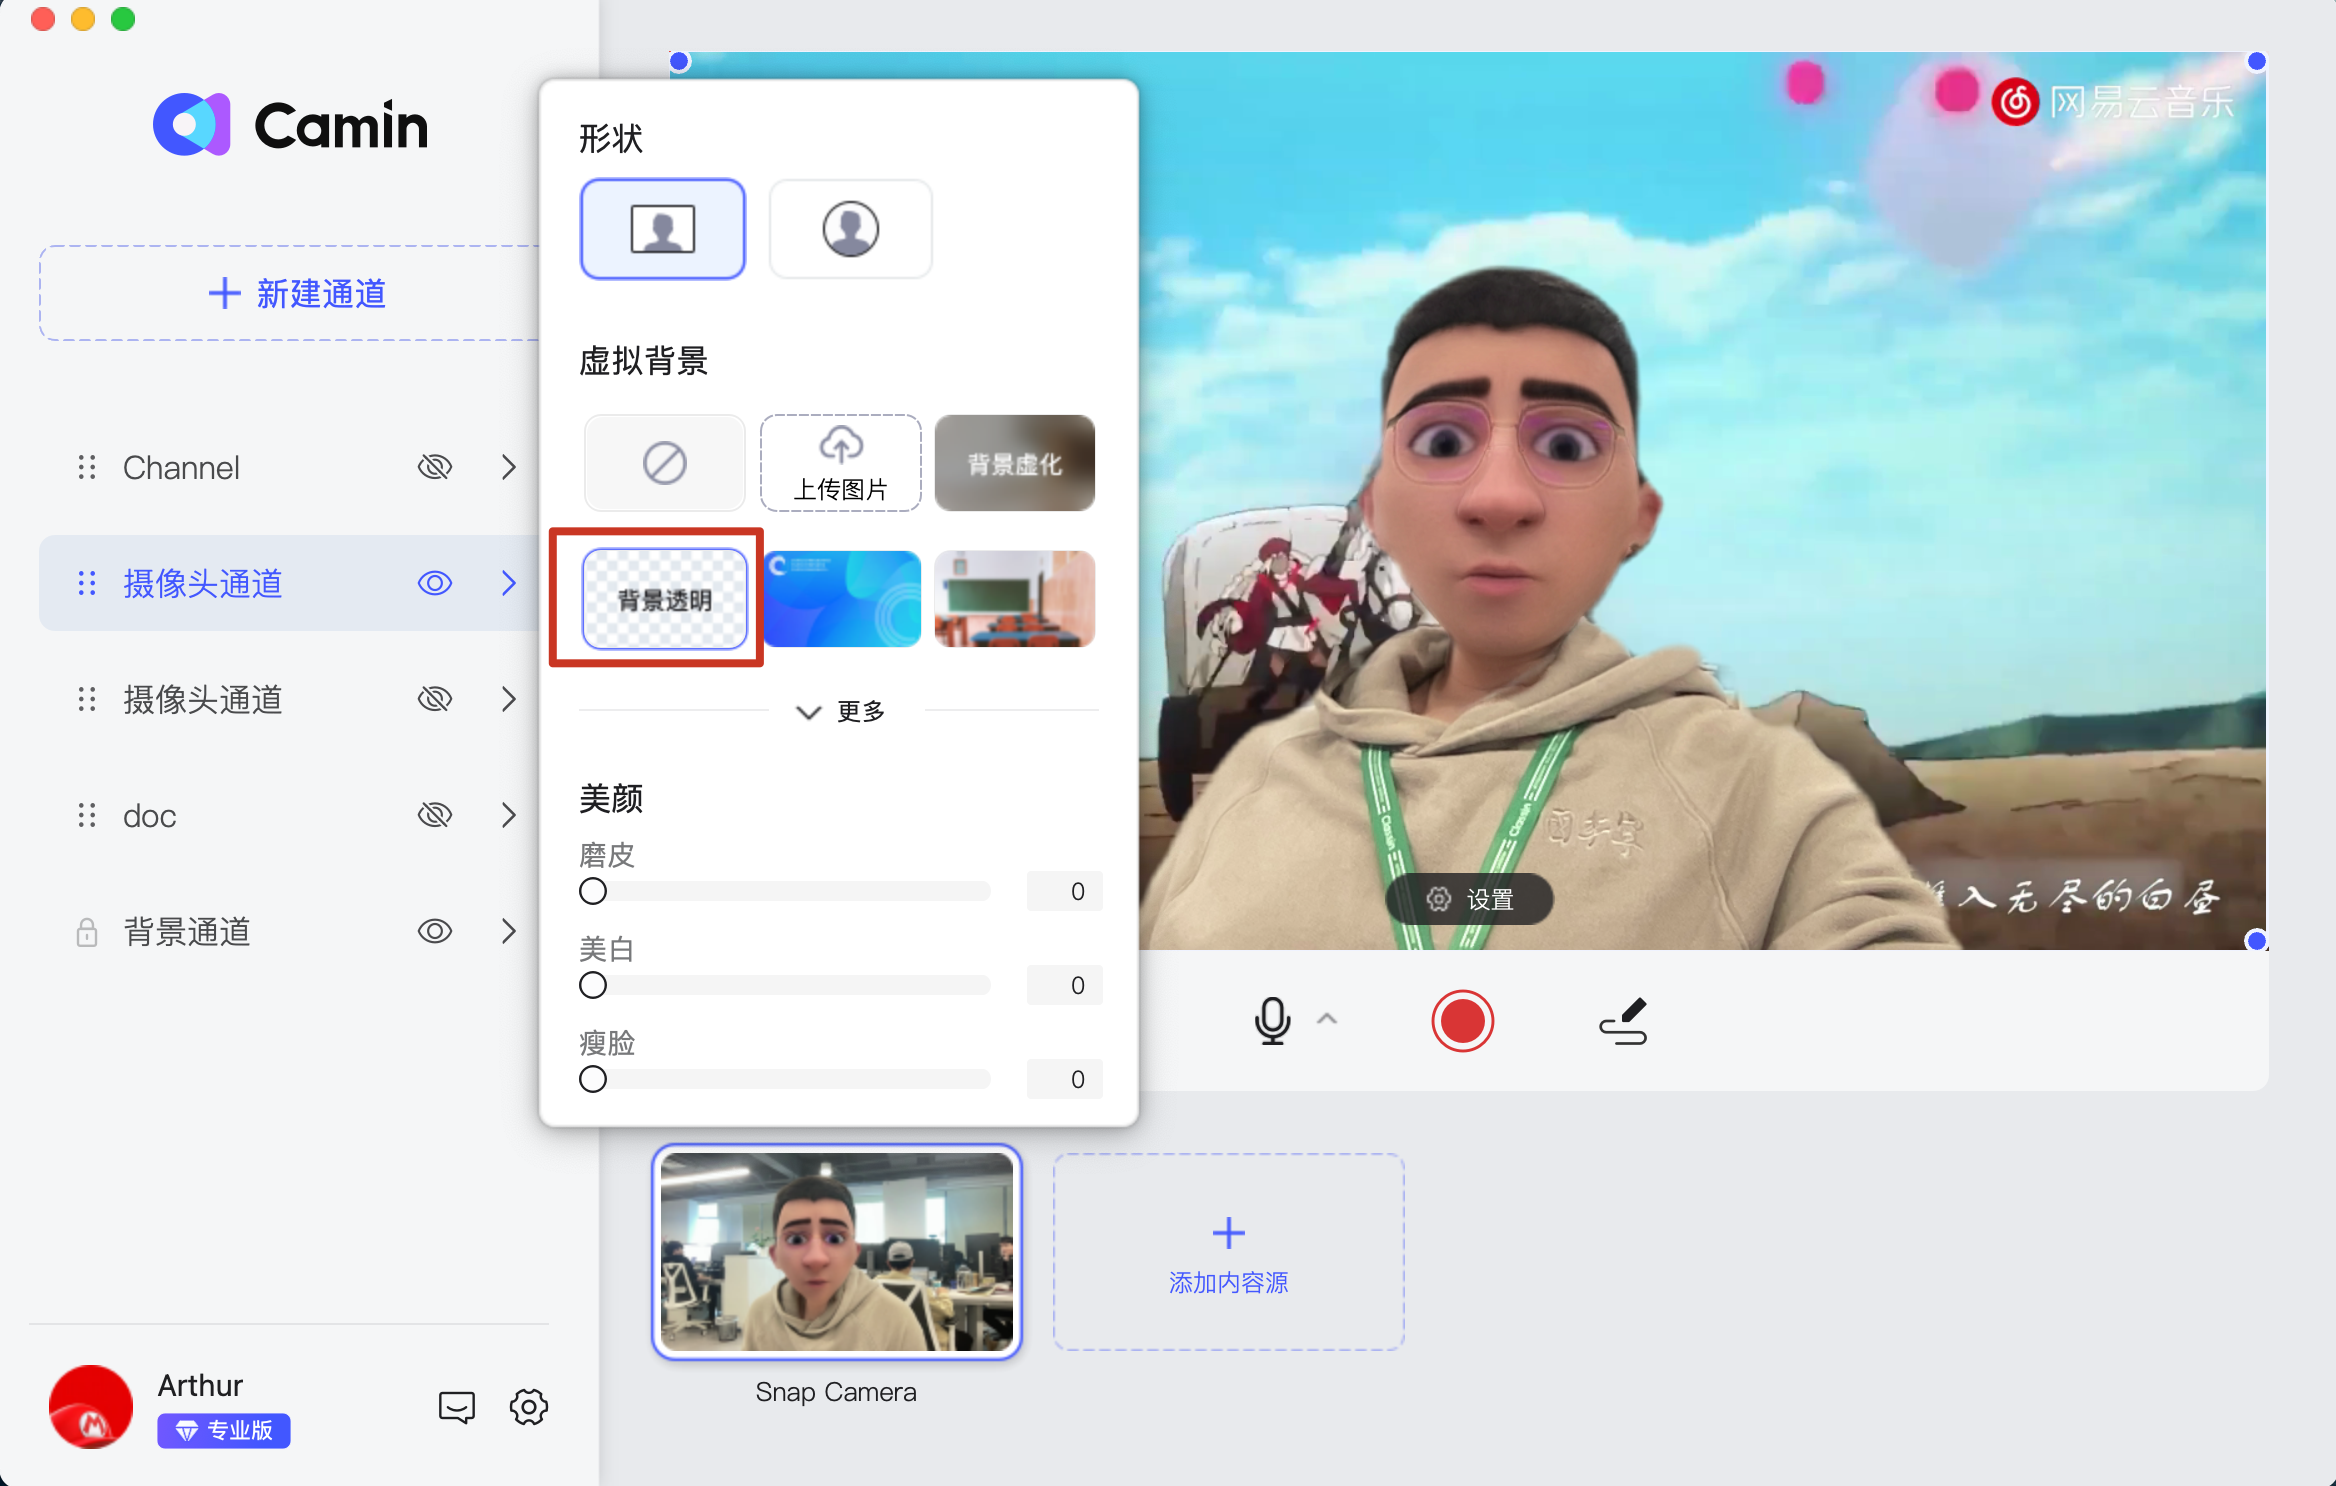 Camin
新建通道
Channel
摄像头通道
摄像头通道
doc
背景通道
Arthur
专业版
形状
虚拟背景
上传图片
背景虚化
背景透明
更多
美颜
磨皮
0
美白
0
瘦脸
0
网易云音乐
ClassIn
ClassIn
入无尽的白昼
设置
添加内容源
Snap Camera